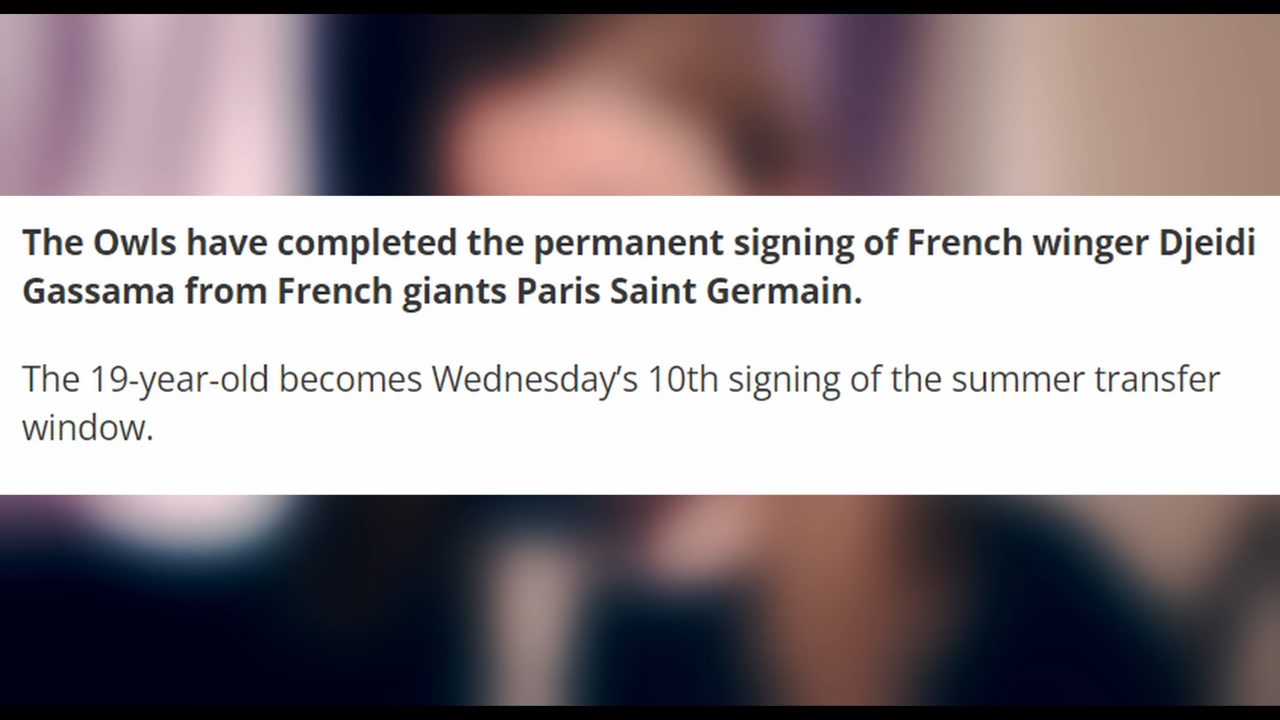 The Owls have completed the permanent signing of French winger Djeidi
Gassama from French giants Paris Saint Germain.
The 19-year-old becomes Wednesday’s 10th signing of the summer transfer
window.